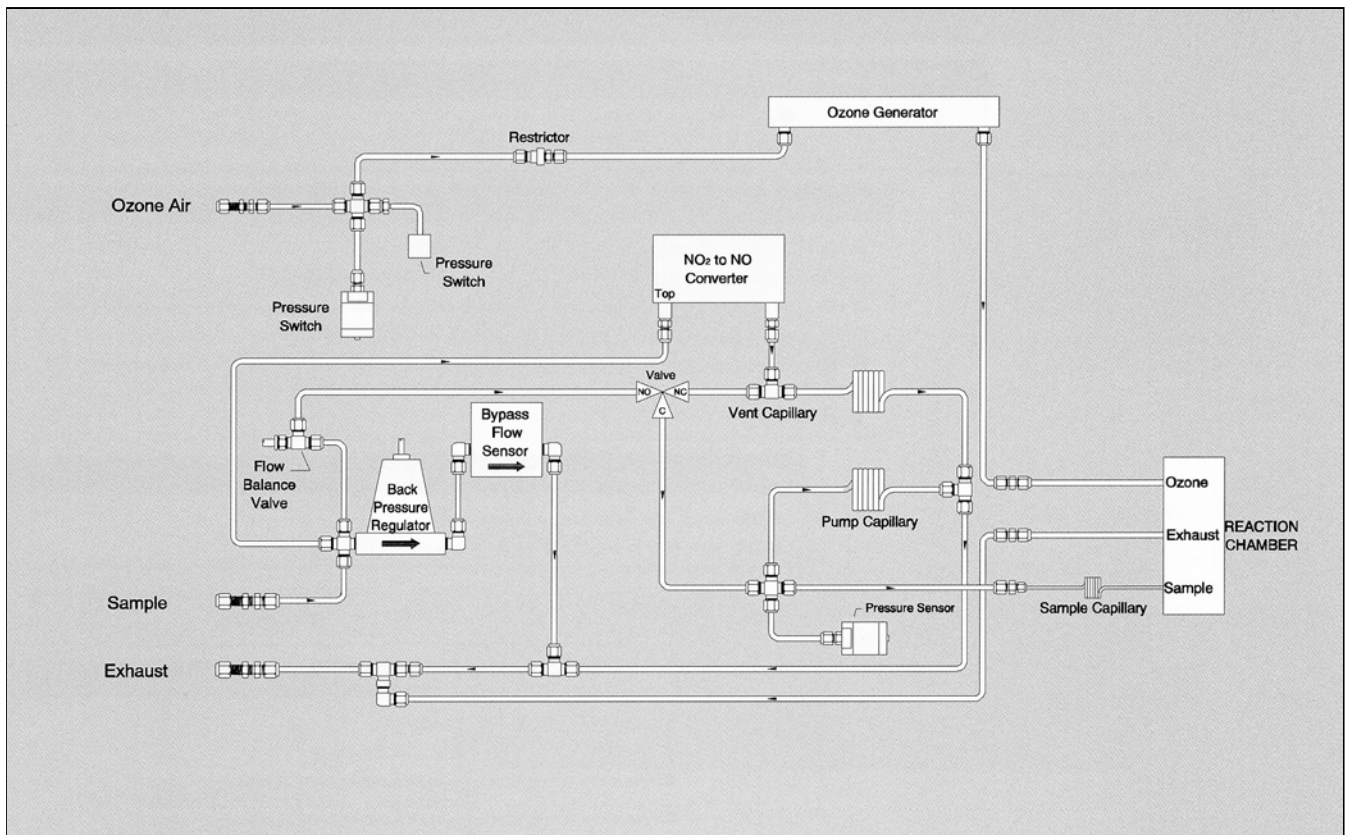 Ozone Generator
Restrictor
Ozone Air
Pressure
Switch
Pressure
Switch
NO₂ to NO
Converter
Top
Valve
NO
NC
C
Vent Capillary
Bypass
Flow
Sensor
Flow
Balance
Valve
Back
Pressure
Regulator
Pump Capillary
Ozone
Exhaust
Sample
REACTION
CHAMBER
Sample Capillary
Pressure Sensor
Sample
Exhaust